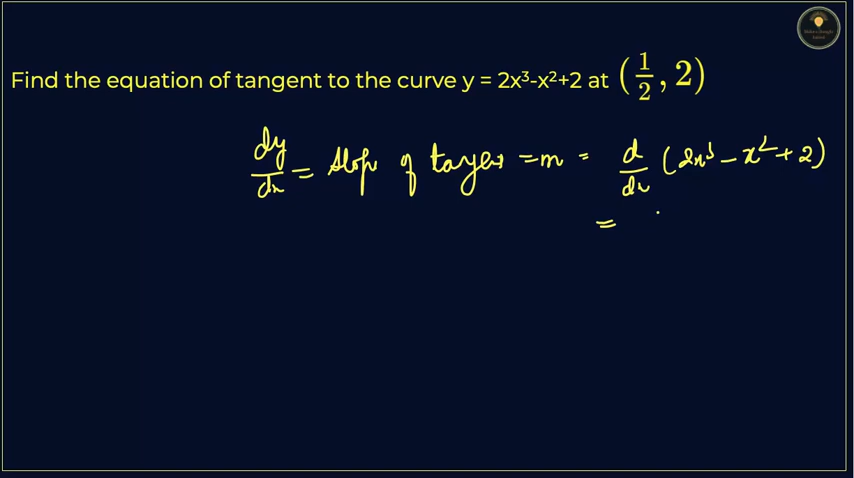 Find the equation of tangent to the curve y = 2x³-x²+2 at (1/2, 2)
dy/dx = slop of tangent = m = d/dx (2x³ - x² + 2)
=